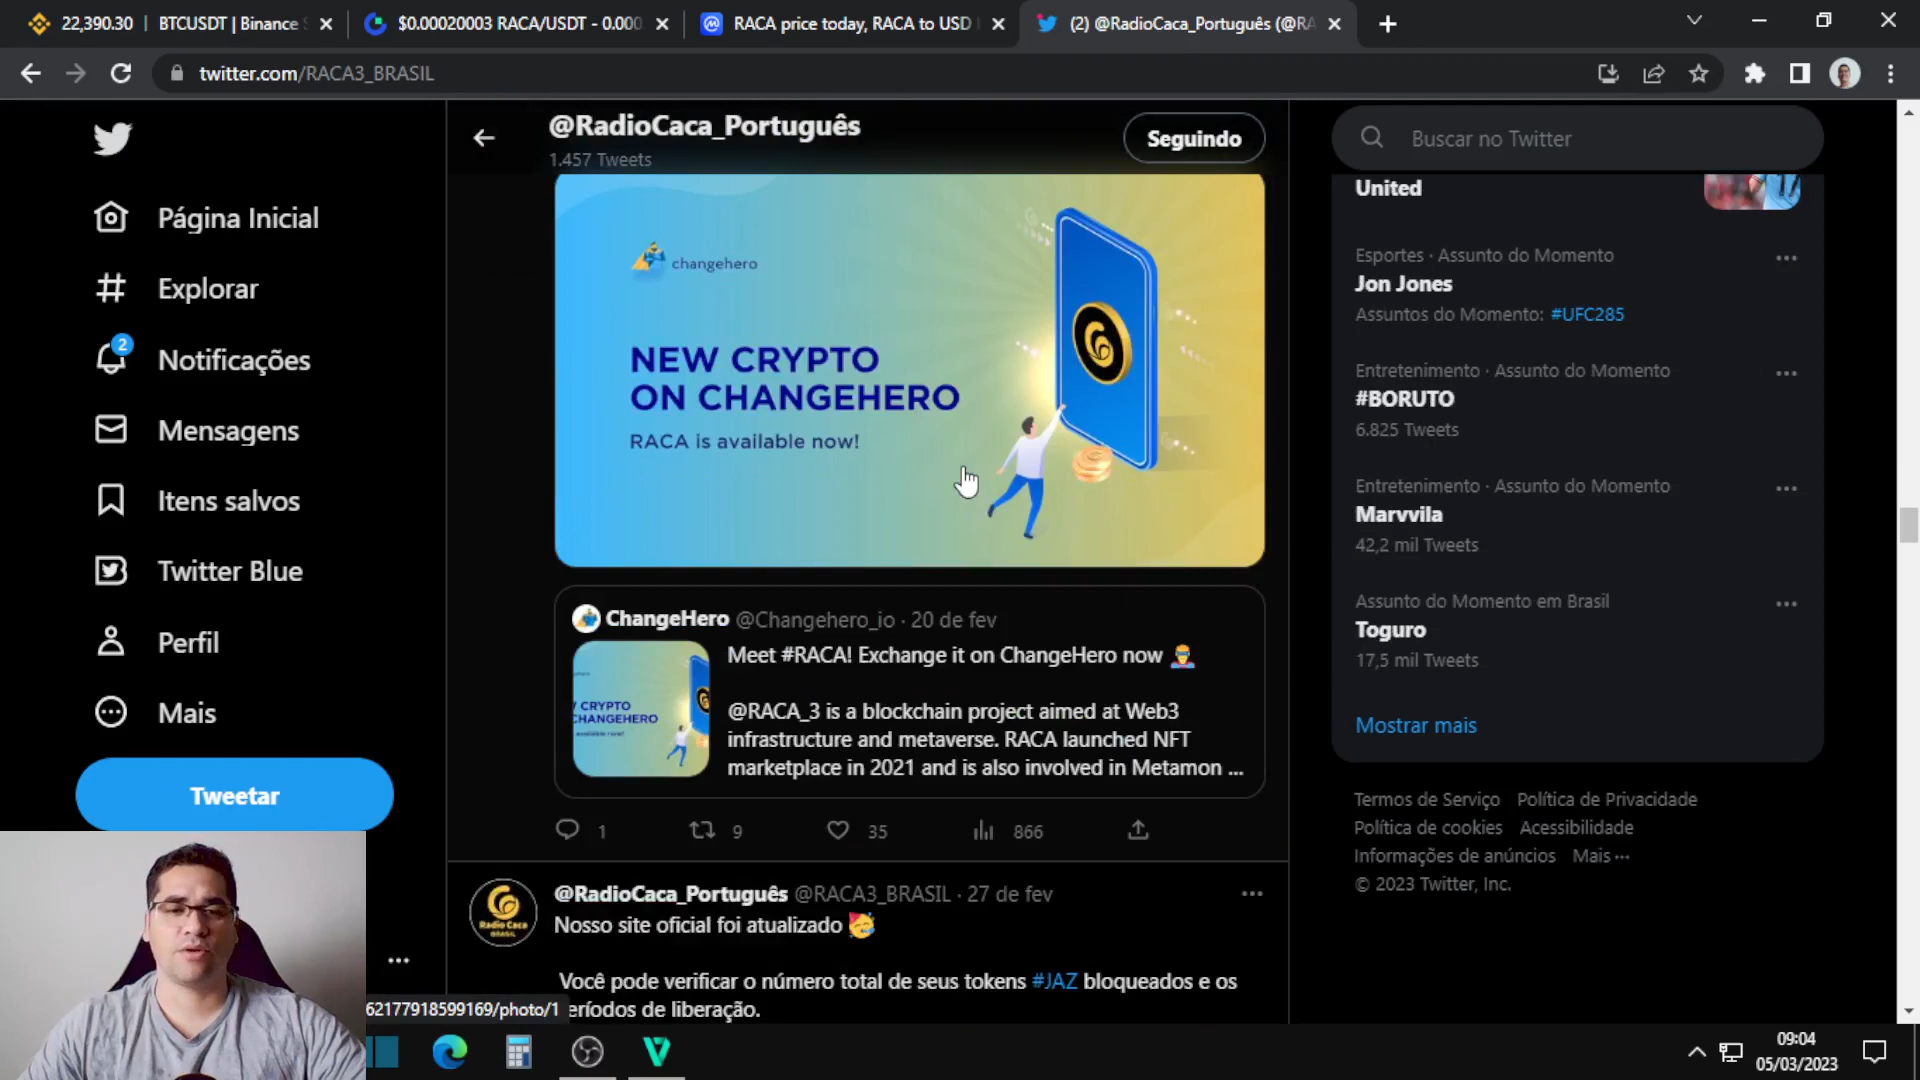 22,390.30 | BTCUSDT | Binance S
$0.00020003 RACA/USDT - 0.000
RACA price today, RACA to USD
(2) @RadioCaca_Português (@RA
twitter.com/RACA3_BRASIL
@RadioCaca_Português
1.457 Tweets
Seguindo
Buscar no Twitter
Página Inicial
Explorar
2
Notificações
Mensagens
Itens salvos
Twitter Blue
Perfil
Mais
Tweetar
changehero
NEW CRYPTO
ON CHANGEHERO
RACA is available now!
ChangeHero @Changehero_io · 20 de fev
CRYPTO
CHANGEHERO
Meet #RACA! Exchange it on ChangeHero now
@RACA_3 is a blockchain project aimed at Web3
infrastructure and metaverse. RACA launched NFT
marketplace in 2021 and is also involved in Metamon ...
1
9
35
866
Radio Caca
BRASIL
@RadioCaca_Português @RACA3_BRASIL · 27 de fev
Nosso site oficial foi atualizado
Você pode verificar o número total de seus tokens #JAZ bloqueados e os
eríodos de liberação.
62177918599169/photo/1
United
Esportes · Assunto do Momento
Jon Jones
Assuntos do Momento: #UFC285
Entretenimento · Assunto do Momento
#BORUTO
6.825 Tweets
Entretenimento · Assunto do Momento
Marvvila
42,2 mil Tweets
Assunto do Momento em Brasil
Toguro
17,5 mil Tweets
Mostrar mais
Termos de Serviço Política de Privacidade
Política de cookies Acessibilidade
Informações de anúncios Mais ···
© 2023 Twitter, Inc.
09:04
05/03/2023